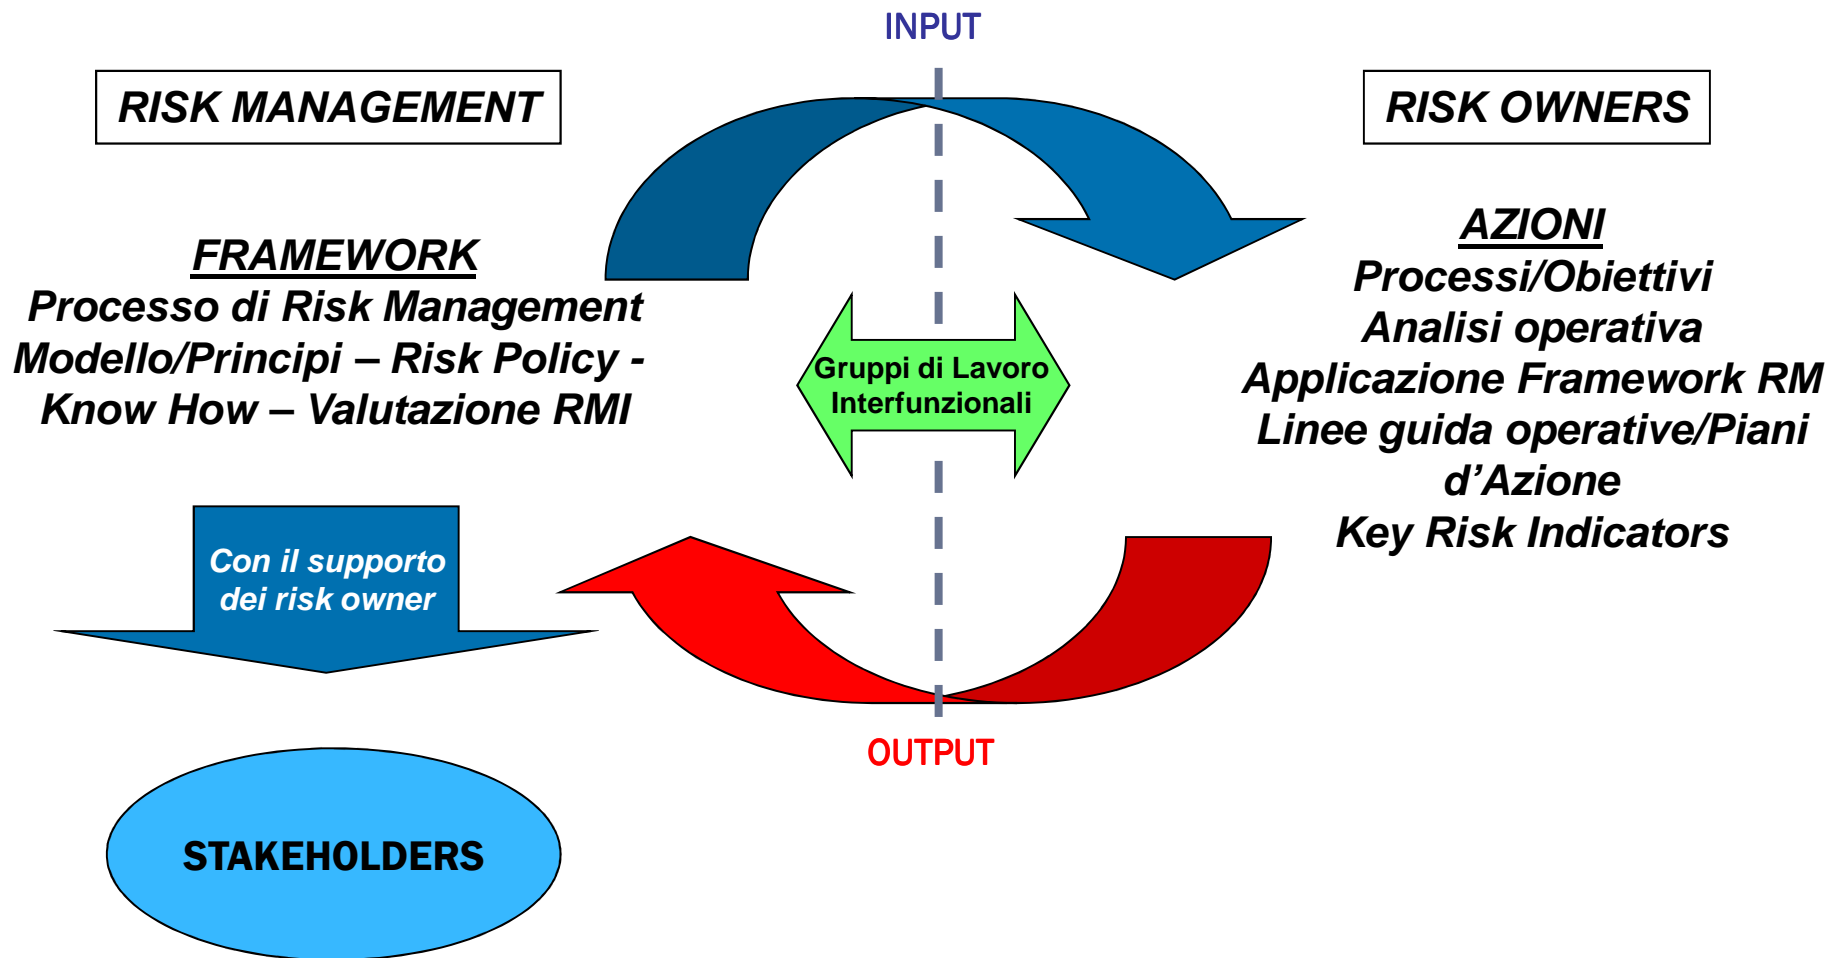 INPUT
RISK MANAGEMENT
RISK OWNERS
FRAMEWORK
Processo di Risk Management
Modello/Principi – Risk Policy -
Know How – Valutazione RMI
AZIONI
Processi/Obiettivi
Analisi operativa
Applicazione Framework RM
Linee guida operative/Piani
d’Azione
Key Risk Indicators
Gruppi di Lavoro
Interfunzionali
Con il supporto
dei risk owner
OUTPUT
STAKEHOLDERS